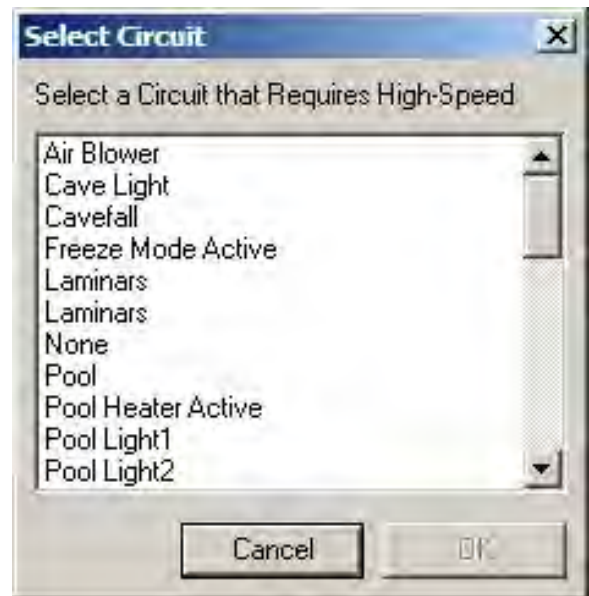 Select Circuit
Select a Circuit that Requires High-Speed
Air Blower
Cave Light
Cavefall
Freeze Mode Active
Laminars
Laminars
None
Pool
Pool Heater Active
Pool Light1
Pool Light2
Cancel
OK